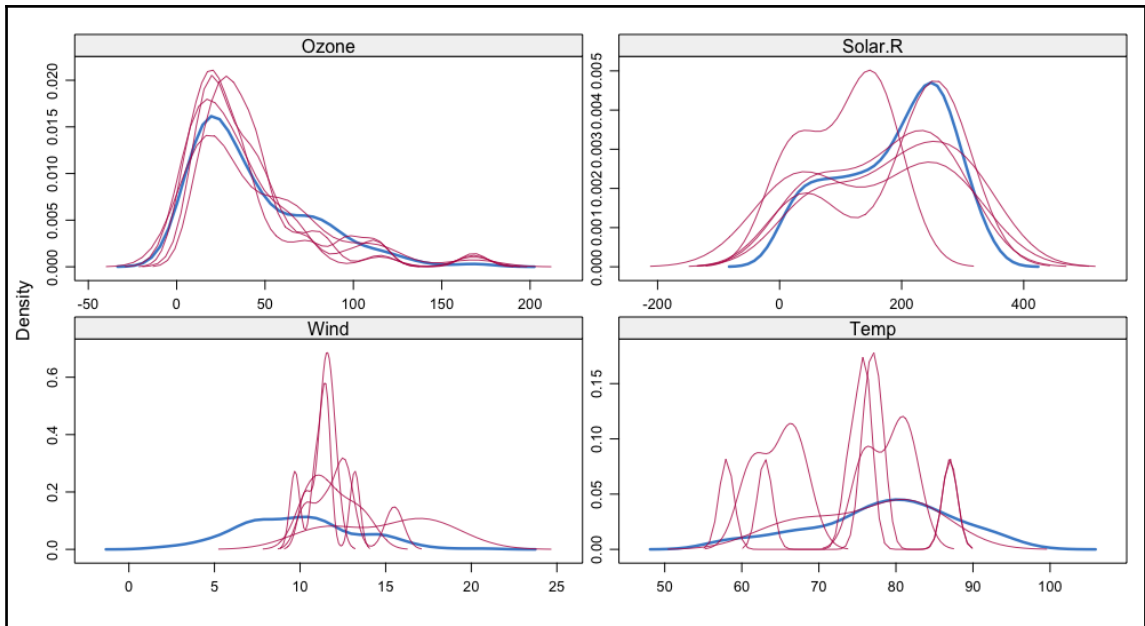 Ozone
Solar.R
0.000 0.005 0.010 0.015 0.020
0.000 0.001 0.002 0.003 0.004 0.005
-50 0 50 100 150 200
-200 0 200 400
Density
Wind
Temp
0.0 0.2 0.4 0.6
0.00 0.05 0.10 0.15
0 5 10 15 20 25
50 60 70 80 90 100